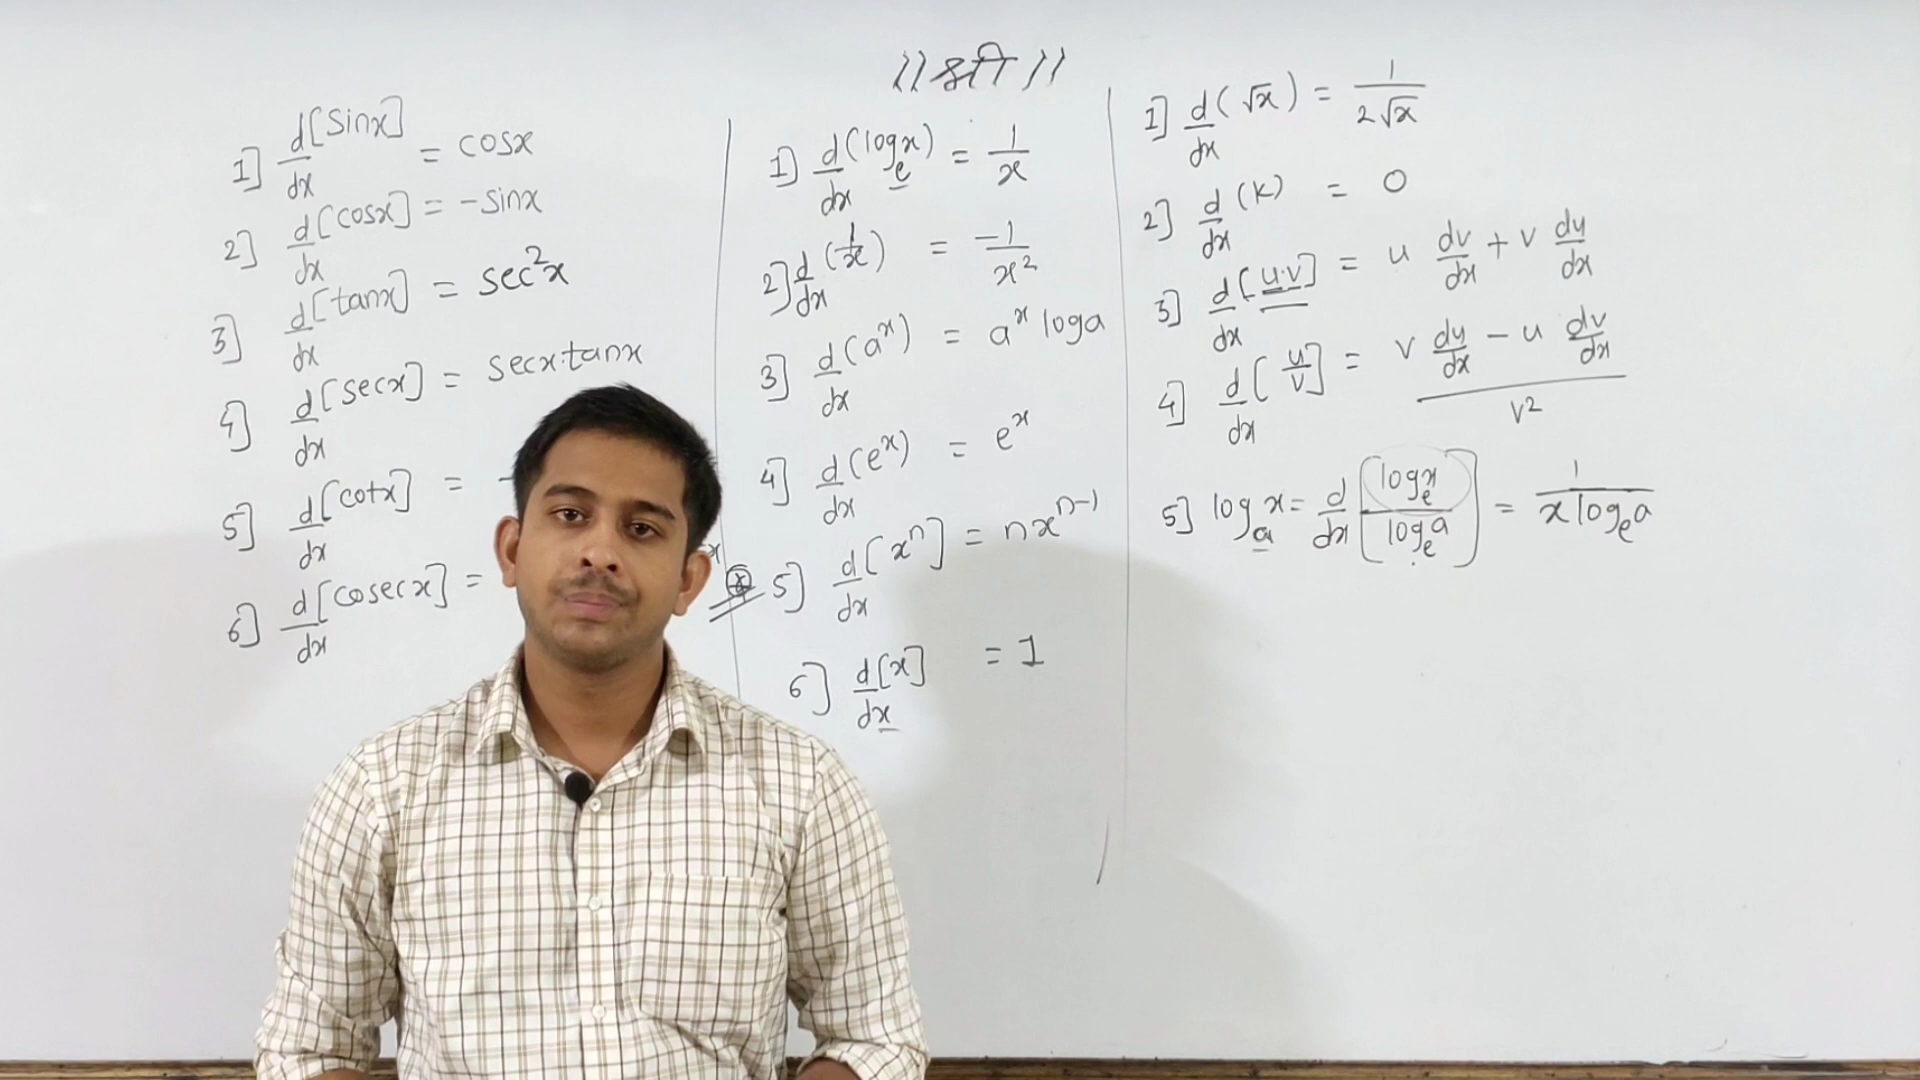 ॥ श्री ॥
1] d/dx [sinx] = cosx
2] d/dx [cosx] = -sinx
3] d/dx [tanx] = sec²x
4] d/dx [secx] = secxtanx
5] d/dx [cotx] = -
6] d/dx [cosecx] =
1] d/dx (logₑx) = 1/x
2] d/dx (1/x) = -1/x²
3] d/dx (aˣ) = aˣ loga
4] d/dx (eˣ) = eˣ
5] d/dx [xⁿ] = nxⁿ⁻¹
6] d/dx [x] = 1
1] d/dx (√x) = 1/2√x
2] d/dx (k) = 0
3] d/dx [u.v] = u dv/dx + v du/dx
4] d/dx [u/v] = v du/dx - u dv/dx / v²
5] logₐx = d/dx [logₑx / logₑa] = 1/x logₑa